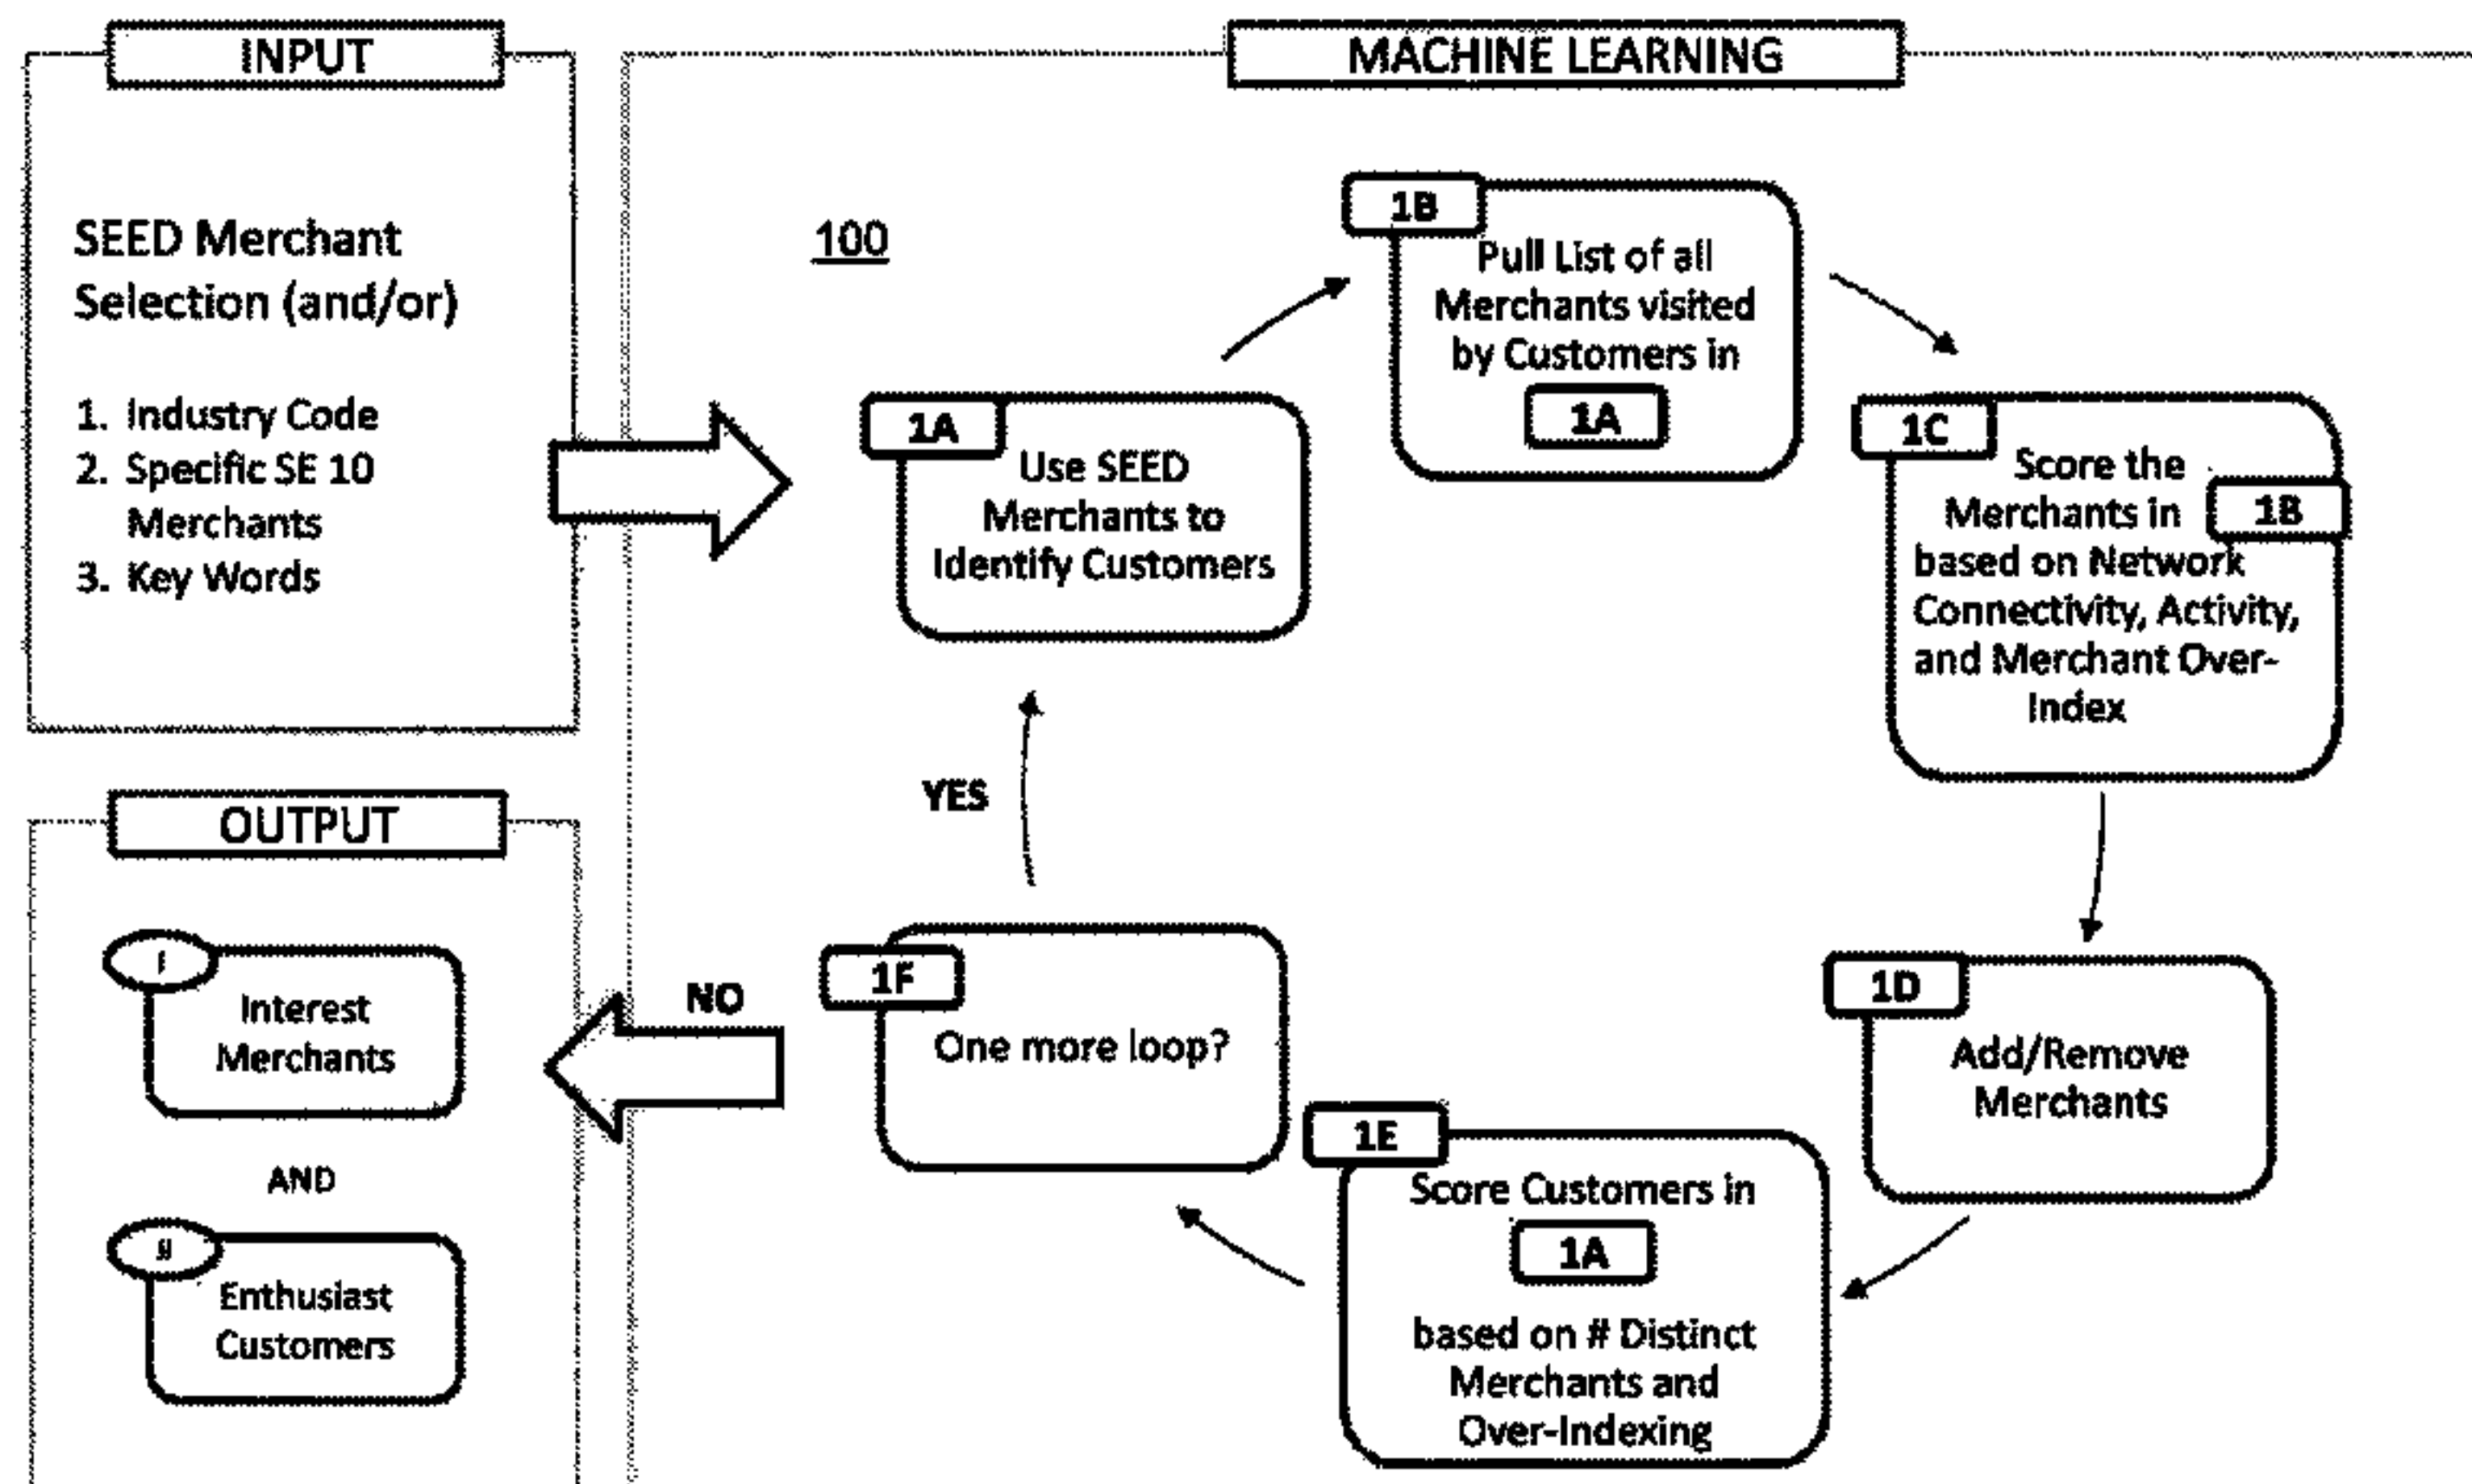 INPUT
SEED Merchant
Selection (and/or)
1. Industry Code
2. Specific SE 10
Merchants
3. Key Words
OUTPUT
I
Interest
Merchants
AND
II
Enthusiast
Customers
MACHINE LEARNING
100
1A
Use SEED
Merchants to
Identify Customers
1B
Pull List of all
Merchants visited
by Customers in
1A
1C
Score the
Merchants in 1B
based on Network
Connectivity, Activity,
and Merchant Over-
Index
1D
Add/Remove
Merchants
1E
Score Customers in
1A
based on # Distinct
Merchants and
Over-Indexing
1F
One more loop?
YES
NO